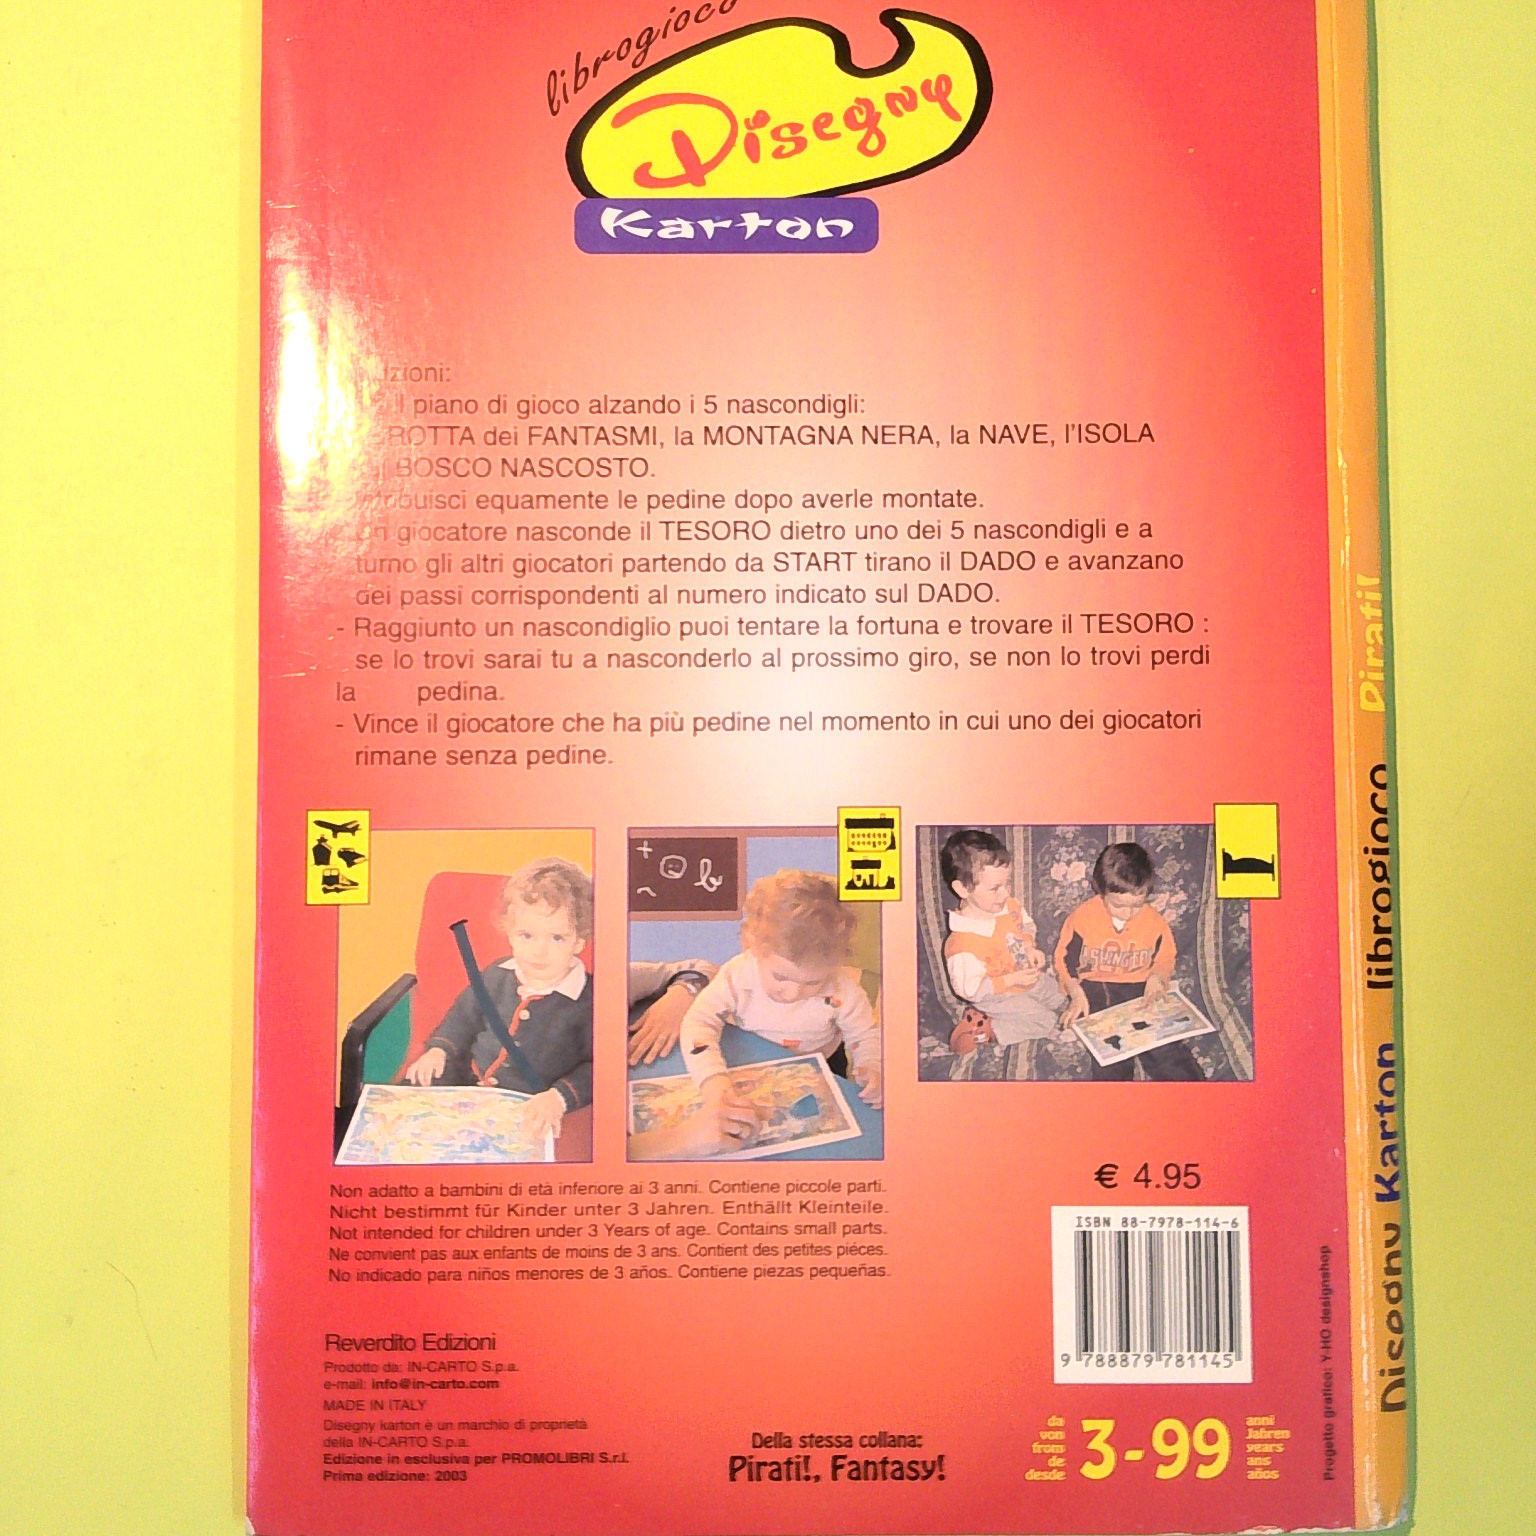 librogioco
Disegny
Karton
piano di gioco alzando i 5 nascondigli:
GROTTA dei FANTASMI, la MONTAGNA NERA, la NAVE, l'ISOLA
BOSCO NASCOSTO.
equamente le pedine dopo averle montate.
giocatore nasconde il TESORO dietro uno dei 5 nascondigli e a
turno gli altri giocatori partendo da START tirano il DADO e avanzano
dei passi corrispondenti al numero indicato sul DADO.
- Raggiunto un nascondiglio puoi tentare la fortuna e trovare il TESORO :
se lo trovi sarai tu a nasconderlo al prossimo giro, se non lo trovi perdi
la pedina.
- Vince il giocatore che ha più pedine nel momento in cui uno dei giocatori
rimane senza pedine.
Non adatto a bambini di età inferiore ai 3 anni. Contiene piccole parti.
Nicht bestimmt für Kinder unter 3 Jahren. Enthällt Kleinteile.
Not intended for children under 3 Years of age. Contains small parts.
Ne convient pas aux enfants de moins de 3 ans. Contient des petites piéces.
No indicado para niños menores de 3 años. Contiene piezas pequeñas.
€ 4.95
ISBN 88-7978-114-6
9 788879 781145
Reverdito Edizioni
Prodotto da: IN-CARTO S.p.a.
e-mail: info@in-carto.com
MADE IN ITALY
Disegny karton è un marchio di proprietà
della IN-CARTO S.p.a.
Edizione in esclusiva per PROMOLIBRI S.r.l.
Prima edizione: 2003
Della stessa collana:
Pirati!, Fantasy!
da
von
from
de
desde
3-99
anni
Jahren
years
ans
años
Progetto grafico: Y-HO designshop
Disegny Karton librogioco Pirati!